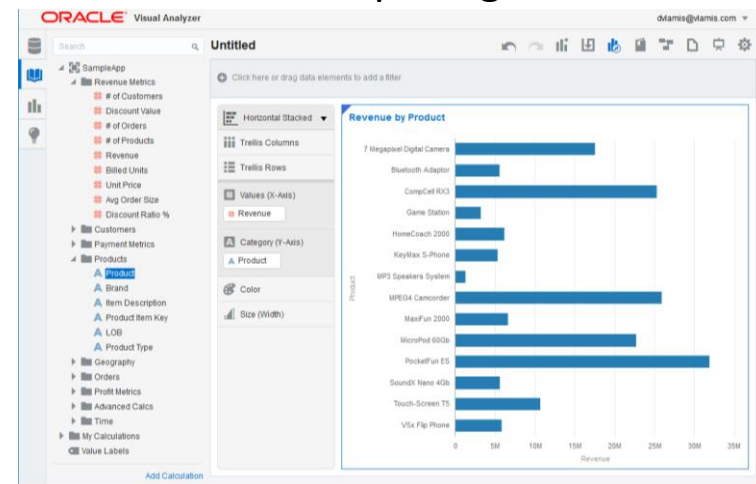 ORACLE Visual Analyzer
dvlamis@vlamis.com
Search
Untitled
SampleApp
Revenue Metrics
# of Customers
Discount Value
# of Orders
# of Products
Revenue
Billed Units
Unit Price
Avg Order Size
Discount Ratio %
Customers
Payment Metrics
Products
Product
Brand
Item Description
Product Item Key
LOB
Product Type
Geography
Orders
Profit Metrics
Advanced Calcs
Time
My Calculations
Value Labels
Add Calculation
Click here or drag data elements to add a filter
Horizontal Stacked
Trellis Columns
Trellis Rows
Values (X-Axis)
Revenue
Category (Y-Axis)
A Product
Color
Size (Width)
Revenue by Product
Product
7 Megapixel Digital Camera
Bluetooth Adaptor
CompCell RX3
Game Station
HomeCoach 2000
KeyMax S-Phone
MP3 Speakers System
MPEG4 Camcorder
MaxiFun 2000
MicroPod 60Gb
PocketFun ES
SoundX Nano 4Gb
Touch-Screen T5
V5x Flip Phone
0 5M 10M 15M 20M 25M 30M 35M
Revenue